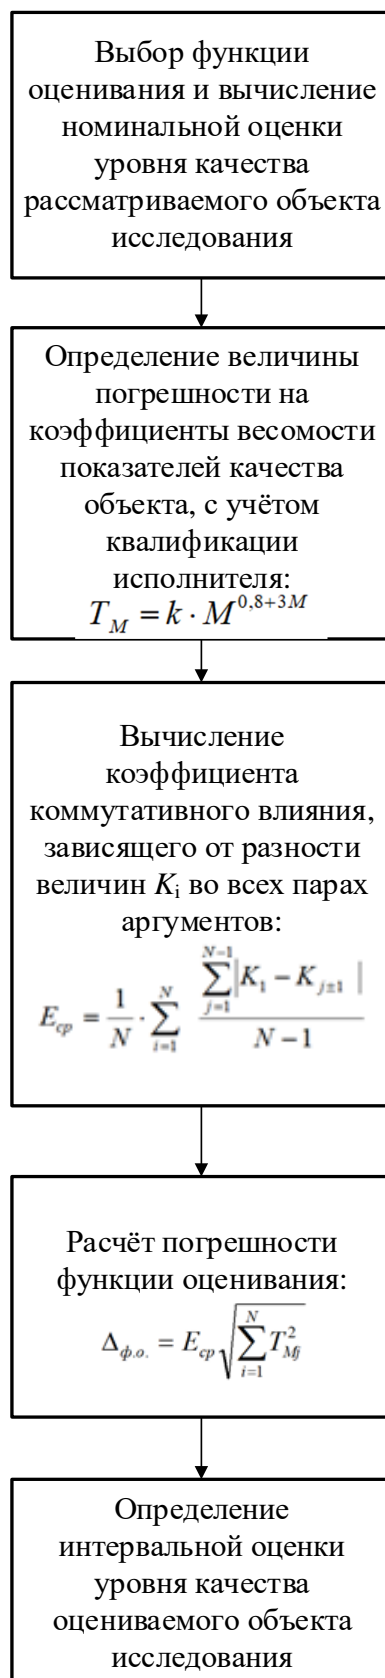 Выбор функции
оценивания и вычисление
номинальной оценки
уровня качества
рассматриваемого объекта
исследования
Определение величины
погрешности на
коэффициенты весомости
показателей качества
объекта, с учётом
квалификации
исполнителя:
T_M = k · M^{0,8+3M}
Вычисление
коэффициента
коммутативного влияния,
зависящего от разности
величин K_i во всех парах
аргументов:
E_{cp} = \frac{1}{N} · \sum_{i=1}^{N} \frac{\sum_{j=1}^{N-1} |K_1 − K_{j±1}|}{N−1}
Расчёт погрешности
функции оценивания:
Δ_{ф.о.} = E_{cp} \sqrt{\sum_{i=1}^{N} T_{Mj}^2}
Определение
интервальной оценки
уровня качества
оцениваемого объекта
исследования